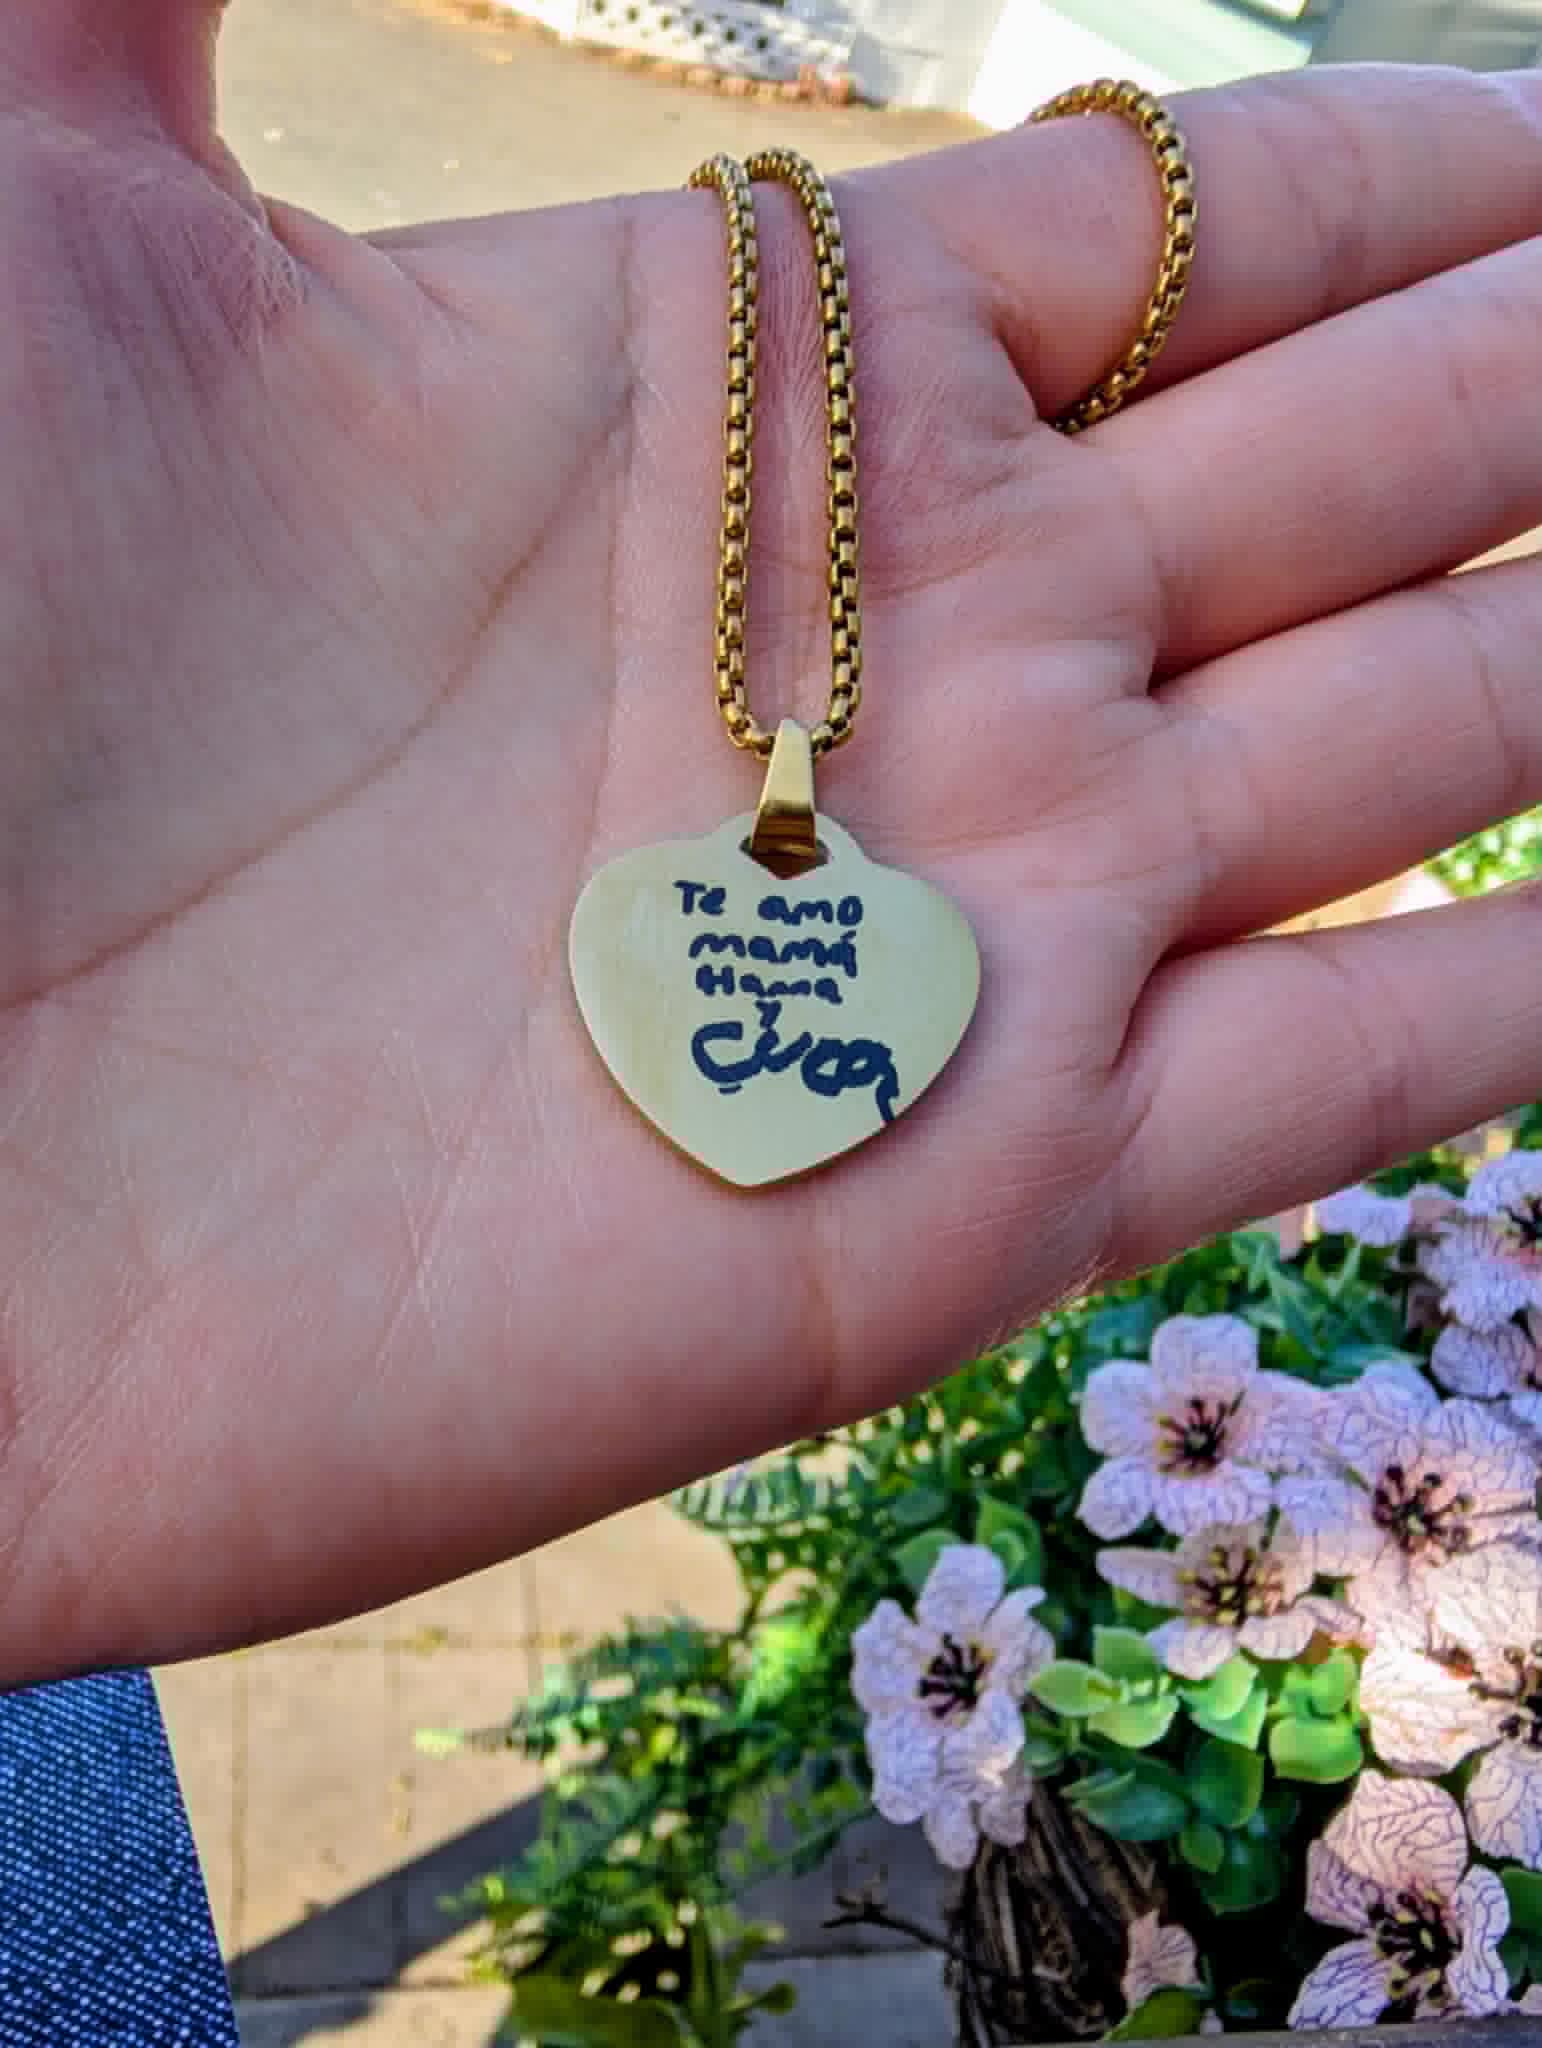 Te amo
mamá
Hanna
y